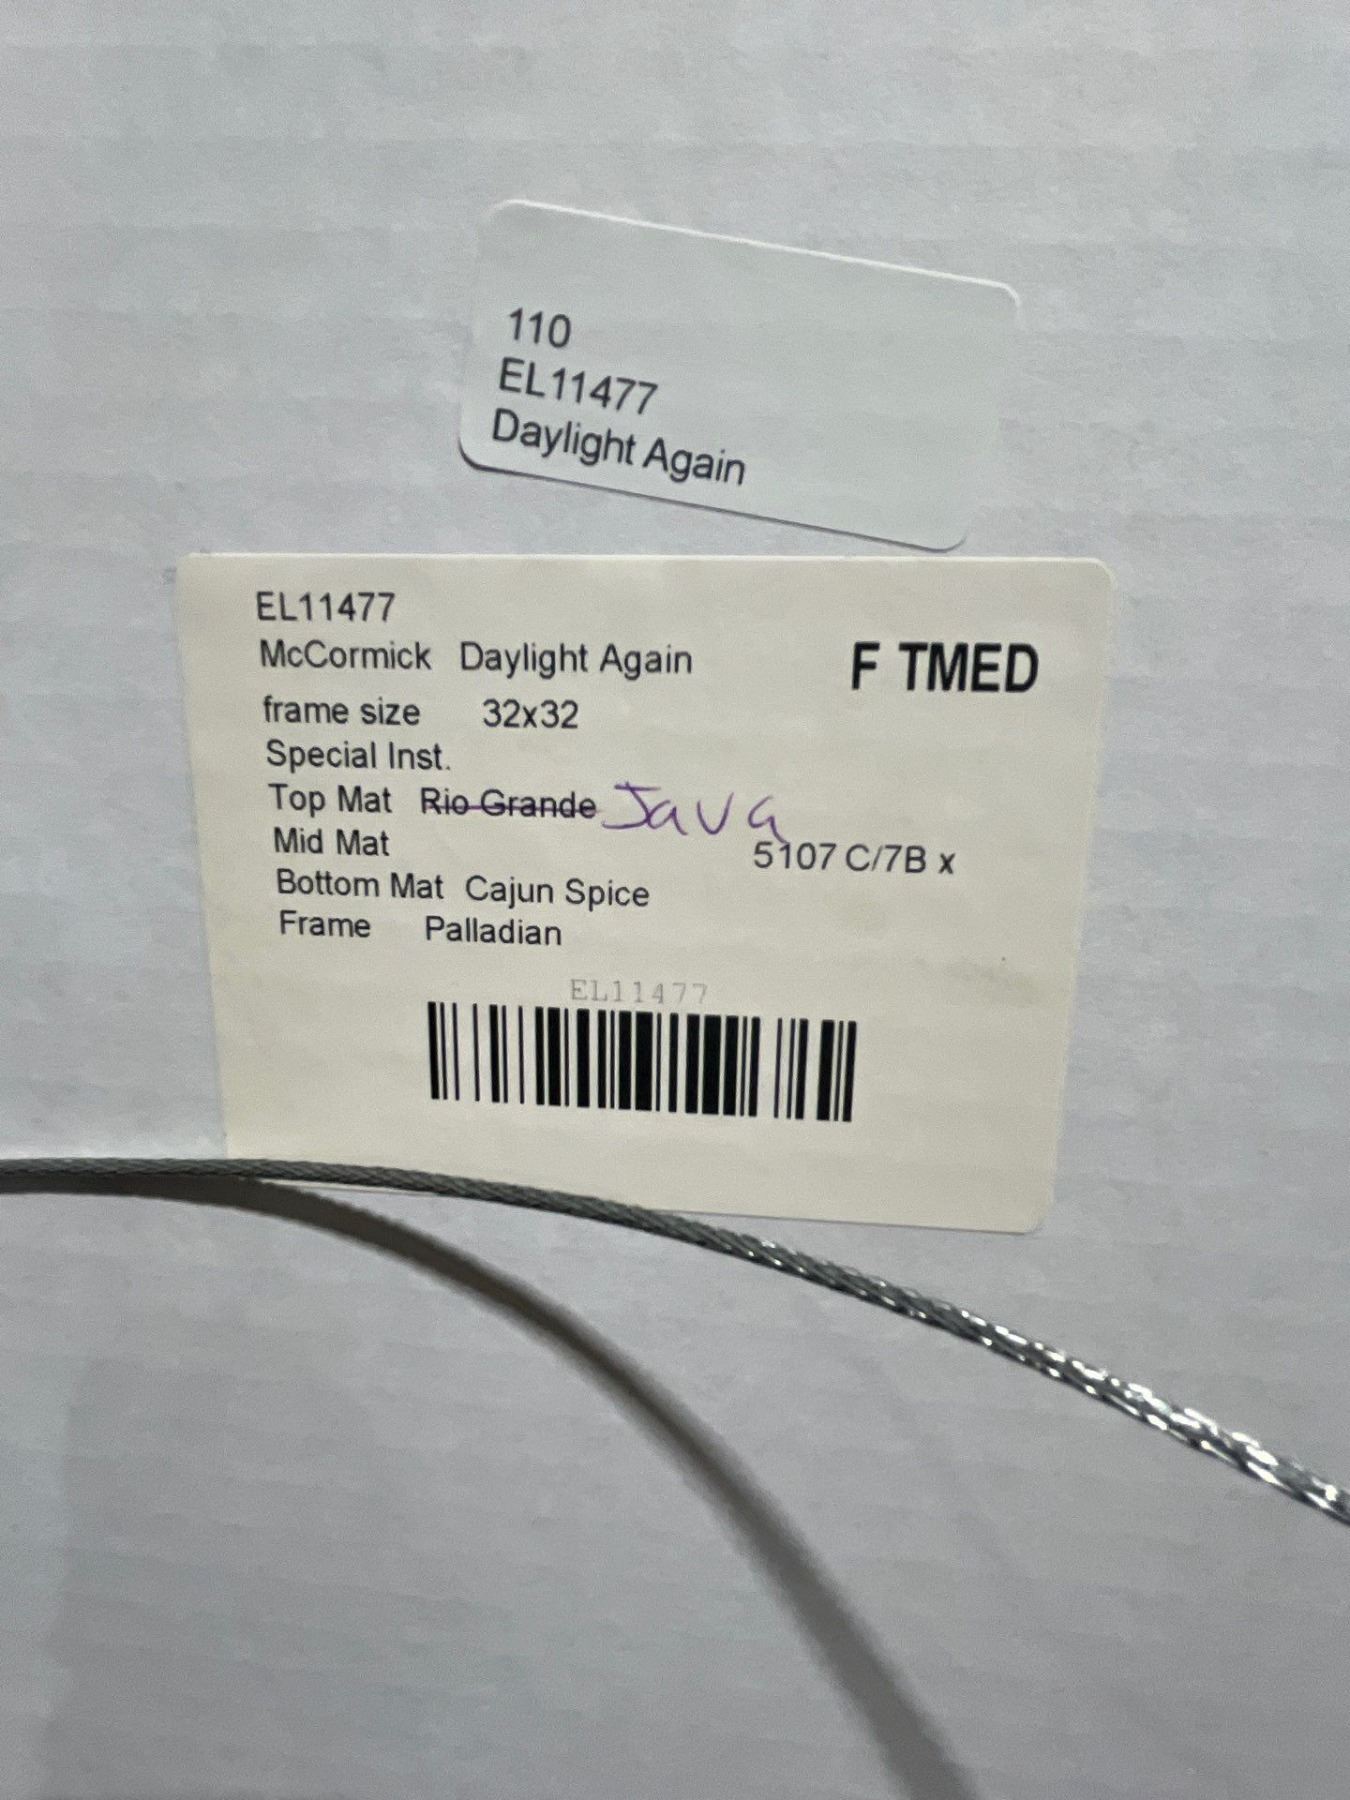 110
EL11477
Daylight Again
EL11477
McCormick Daylight Again F TMED
frame size 32x32
Special Inst.
Top Mat Rio Grande Java
Mid Mat 5107 C/7B x
Bottom Mat Cajun Spice
Frame Palladian
EL11477